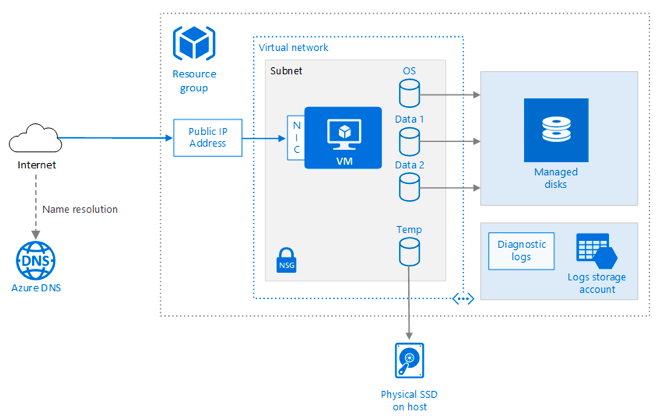 Virtual network
Resource
group
Subnet
OS
Public IP
Address
N
I
C
VM
Data 1
Data 2
Managed
disks
Internet
Name resolution
DNS
Azure DNS
NSG
Temp
Diagnostic
logs
Logs storage
account
Physical SSD
on host